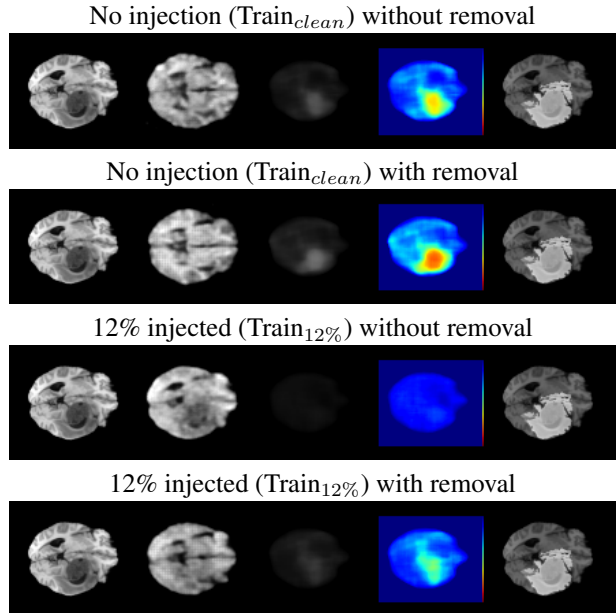 No injection (Train_clean) without removal
No injection (Train_clean) with removal
12% injected (Train_12%) without removal
12% injected (Train_12%) with removal